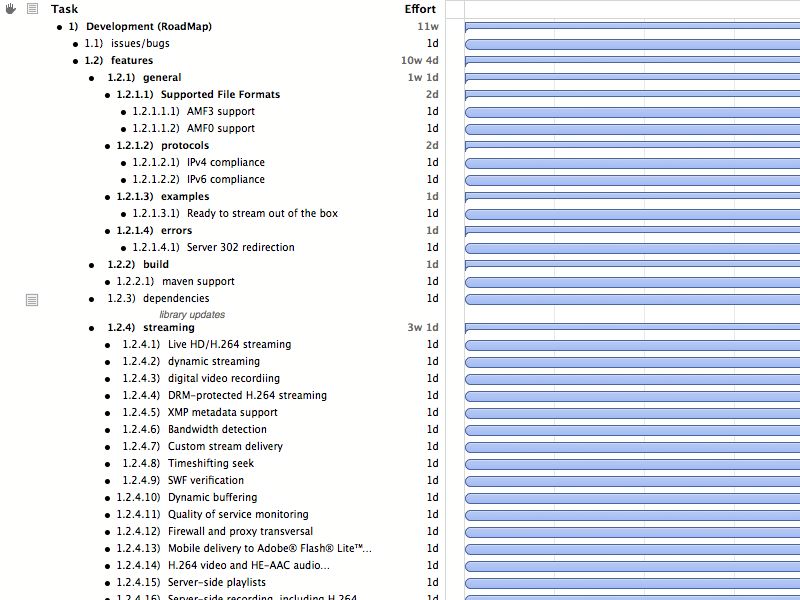 Task Effort
1) Development (RoadMap) 11w
1.1) issues/bugs 1d
1.2) features 10w 4d
1.2.1) general 1w 1d
1.2.1.1) Supported File Formats 2d
1.2.1.1.1) AMF3 support 1d
1.2.1.1.2) AMF0 support 1d
1.2.1.2) protocols 2d
1.2.1.2.1) IPv4 compliance 1d
1.2.1.2.2) IPv6 compliance 1d
1.2.1.3) examples 1d
1.2.1.3.1) Ready to stream out of the box 1d
1.2.1.4) errors 1d
1.2.1.4.1) Server 302 redirection 1d
1.2.2) build 1d
1.2.2.1) maven support 1d
1.2.3) dependencies 1d
library updates
1.2.4) streaming 3w 1d
1.2.4.1) Live HD/H.264 streaming 1d
1.2.4.2) dynamic streaming 1d
1.2.4.3) digital video recordiing 1d
1.2.4.4) DRM-protected H.264 streaming 1d
1.2.4.5) XMP metadata support 1d
1.2.4.6) Bandwidth detection 1d
1.2.4.7) Custom stream delivery 1d
1.2.4.8) Timeshifting seek 1d
1.2.4.9) SWF verification 1d
1.2.4.10) Dynamic buffering 1d
1.2.4.11) Quality of service monitoring 1d
1.2.4.12) Firewall and proxy transversal 1d
1.2.4.13) Mobile delivery to Adobe® Flash® Lite™... 1d
1.2.4.14) H.264 video and HE-AAC audio... 1d
1.2.4.15) Server-side playlists 1d
1.2.4.16) Server-side recording, including H.264 1d